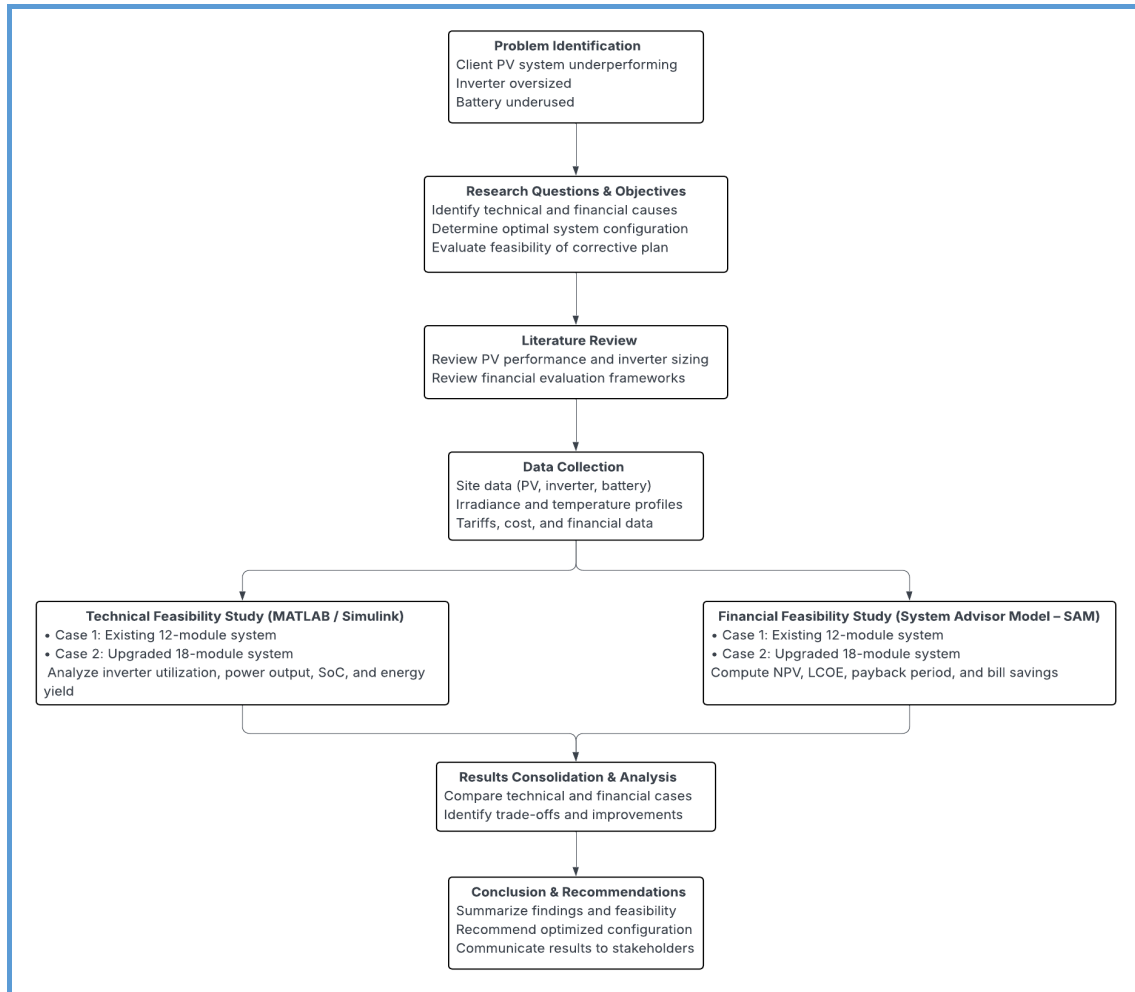 Problem Identification
Client PV system underperforming
Inverter oversized
Battery underused
Research Questions & Objectives
Identify technical and financial causes
Determine optimal system configuration
Evaluate feasibility of corrective plan
Literature Review
Review PV performance and inverter sizing
Review financial evaluation frameworks
Data Collection
Site data (PV, inverter, battery)
Irradiance and temperature profiles
Tariffs, cost, and financial data
Technical Feasibility Study (MATLAB / Simulink)
• Case 1: Existing 12-module system
• Case 2: Upgraded 18-module system
Analyze inverter utilization, power output, SoC, and energy
yield
Financial Feasibility Study (System Advisor Model – SAM)
• Case 1: Existing 12-module system
• Case 2: Upgraded 18-module system
Compute NPV, LCOE, payback period, and bill savings
Results Consolidation & Analysis
Compare technical and financial cases
Identify trade-offs and improvements
Conclusion & Recommendations
Summarize findings and feasibility
Recommend optimized configuration
Communicate results to stakeholders